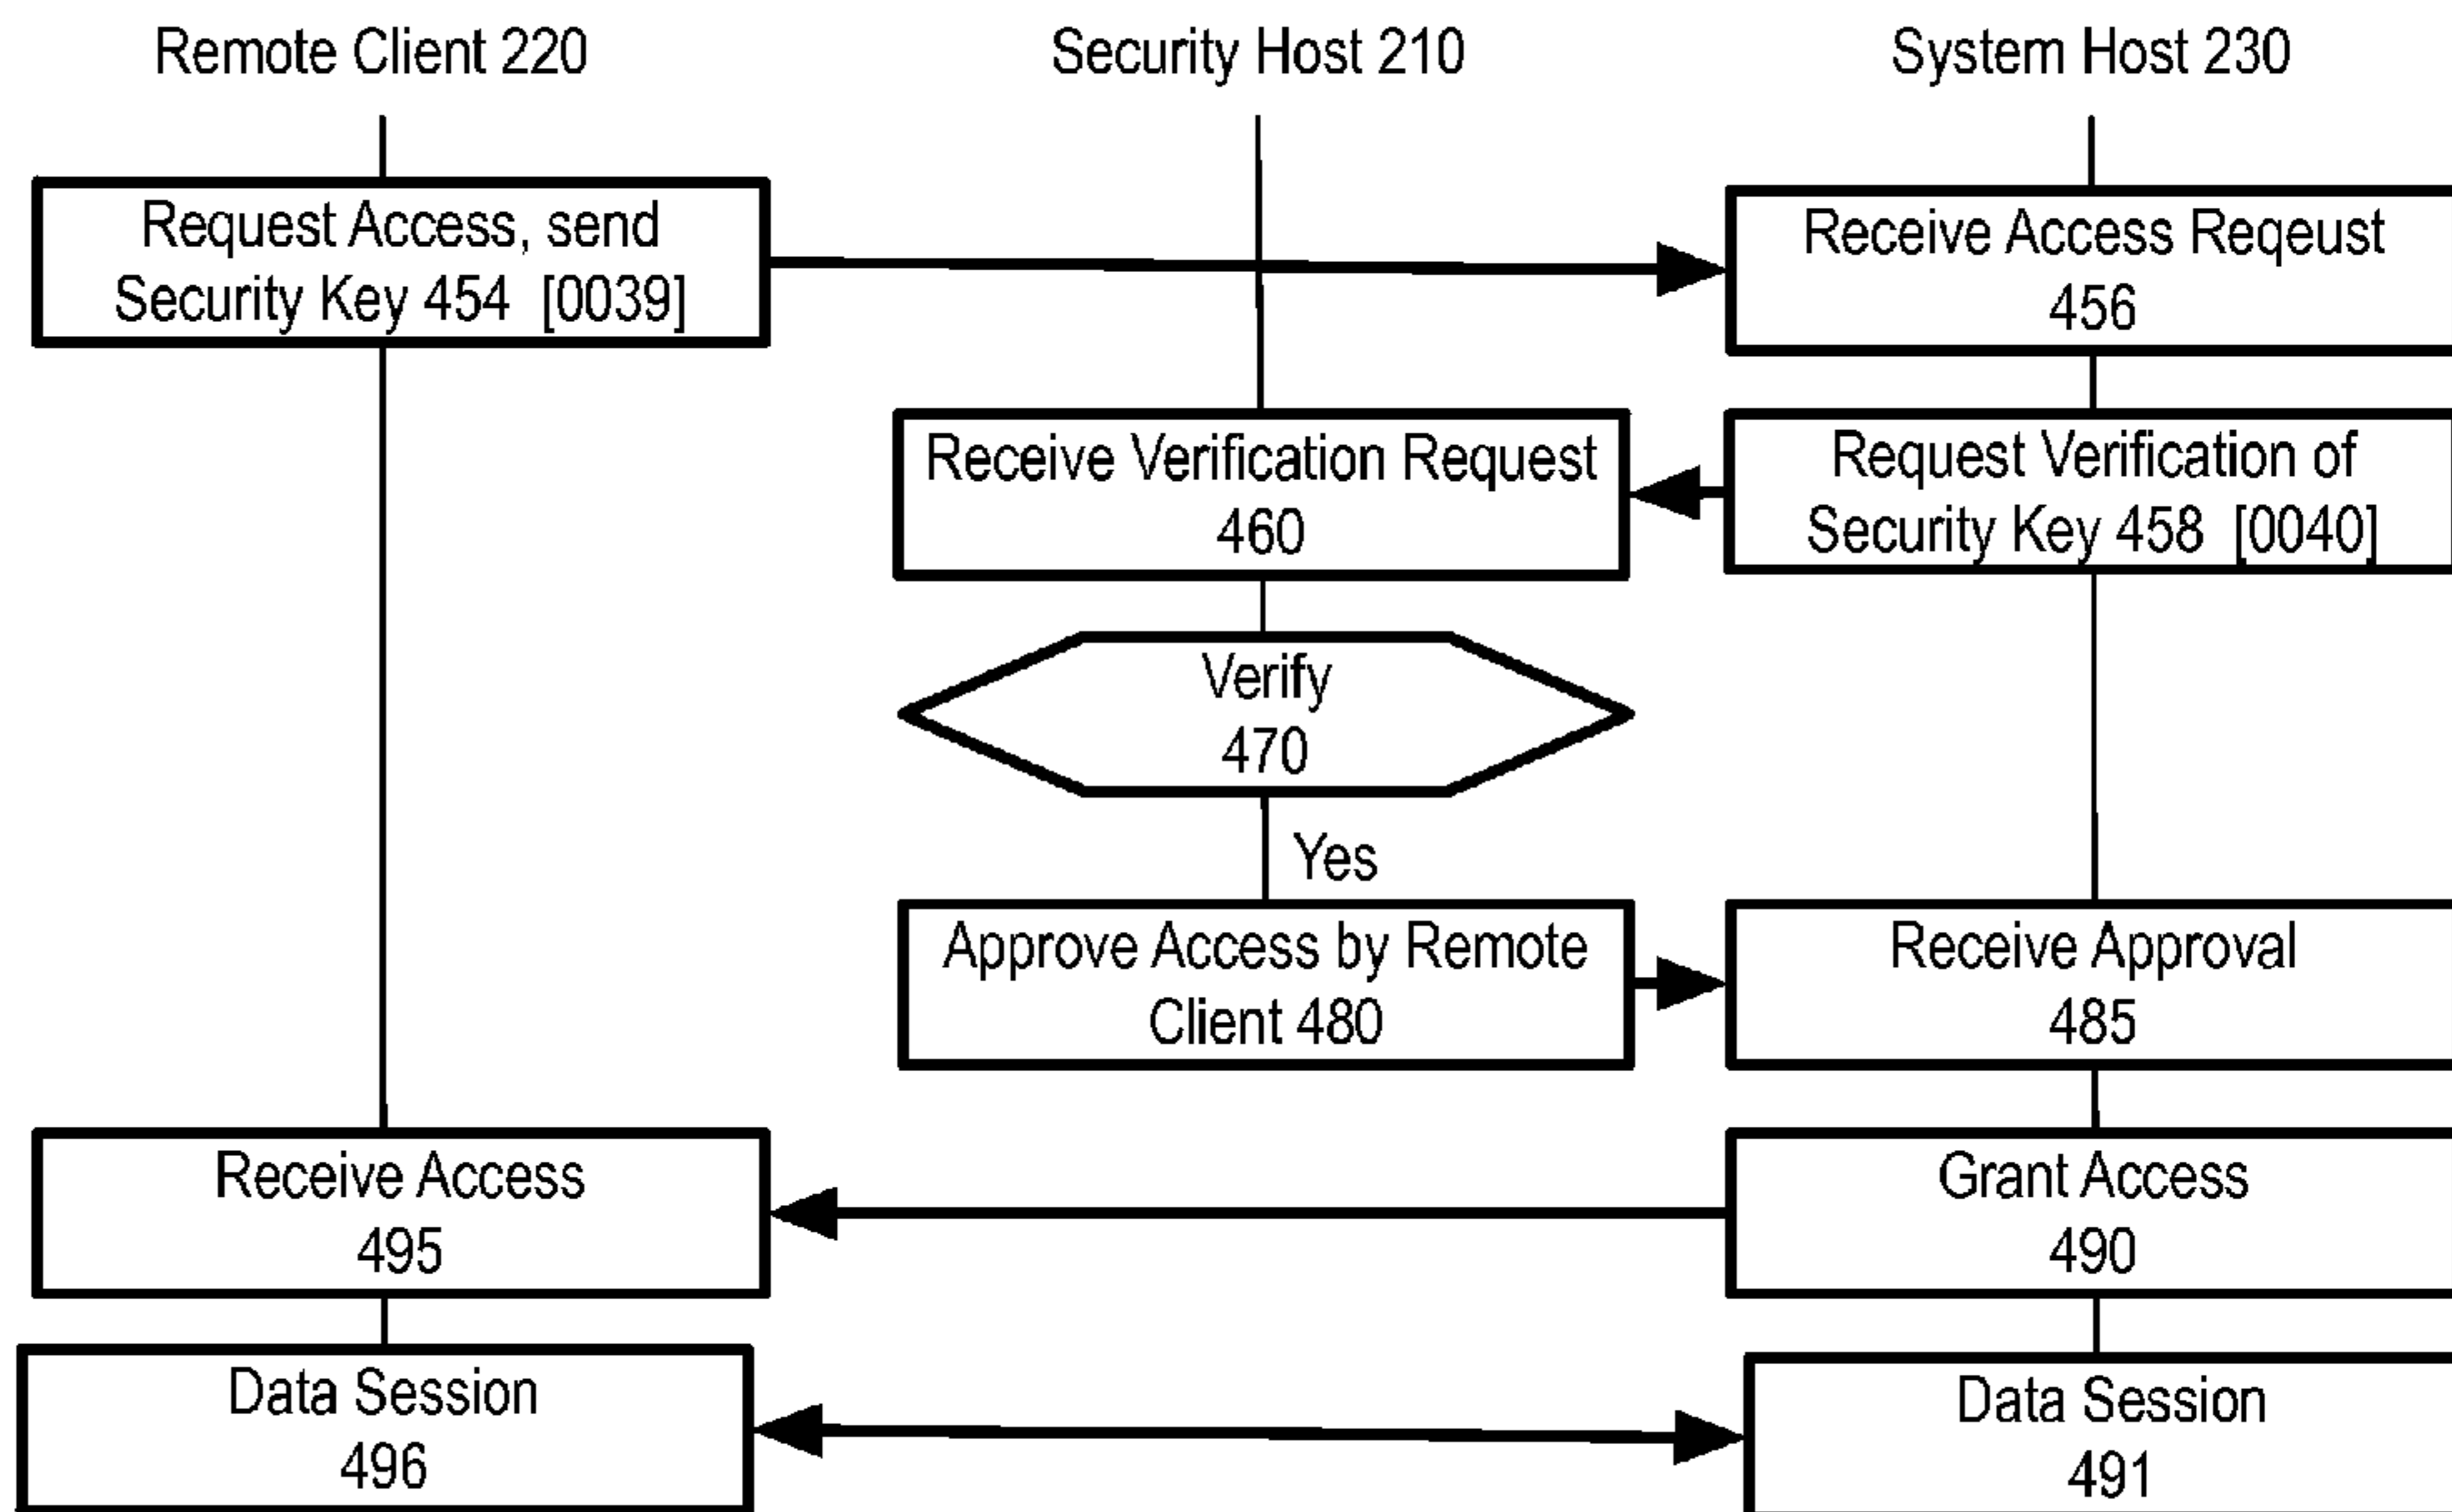 Remote Client 220
Security Host 210
System Host 230
Request Access, send
Security Key 454 [0039]
Receive Access Reqeust
456
Receive Verification Request
460
Request Verification of
Security Key 458 [0040]
Verify
470
Yes
Approve Access by Remote
Client 480
Receive Approval
485
Receive Access
495
Grant Access
490
Data Session
496
Data Session
491